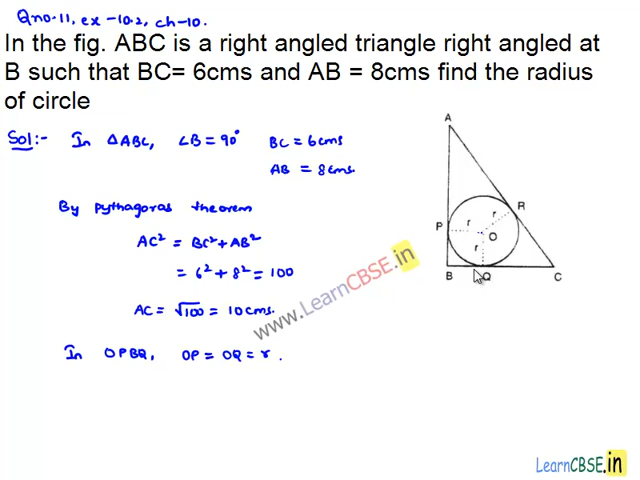 Qno.11, ex-10.2, ch-10.
In the fig. ABC is a right angled triangle right angled at
B such that BC= 6cms and AB = 8cms find the radius
of circle
Sol:- In ΔABC, ∠B = 90° BC = 6cms
AB = 8cms.
By pythagoras theorem
AC² = BC² + AB²
= 6² + 8² = 100
AC = √100 = 10cms.
In OPBQ, OP = OQ = r.
A
R
r
P
r
O
r
B
Q
C
www.LearnCBSE.in
LearnCBSE.in